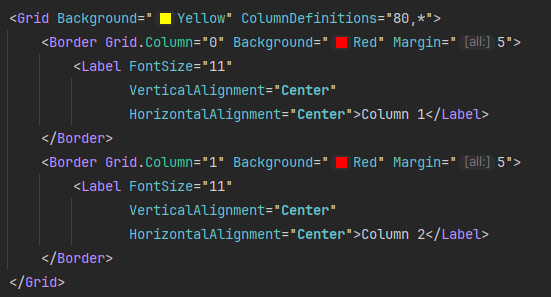 <Grid Background="Yellow" ColumnDefinitions="80,*">
<Border Grid.Column="0" Background="Red" Margin="[all:]5">
<Label FontSize="11"
VerticalAlignment="Center"
HorizontalAlignment="Center">Column 1</Label>
</Border>
<Border Grid.Column="1" Background="Red" Margin="[all:]5">
<Label FontSize="11"
VerticalAlignment="Center"
HorizontalAlignment="Center">Column 2</Label>
</Border>
</Grid>